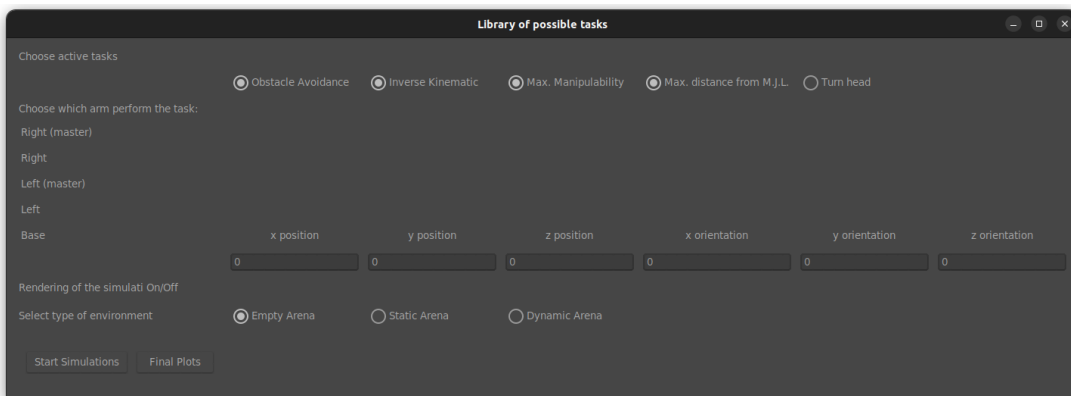 Library of possible tasks
Choose active tasks
Obstacle Avoidance Inverse Kinematic Max. Manipulability Max. distance from M.J.L. Turn head
Choose which arm perform the task:
Right (master)
Right
Left (master)
Left
Base x position y position z position x orientation y orientation z orientation
0 0 0 0 0 0
Rendering of the simulati On/Off
Select type of environment Empty Arena Static Arena Dynamic Arena
Start Simulations Final Plots